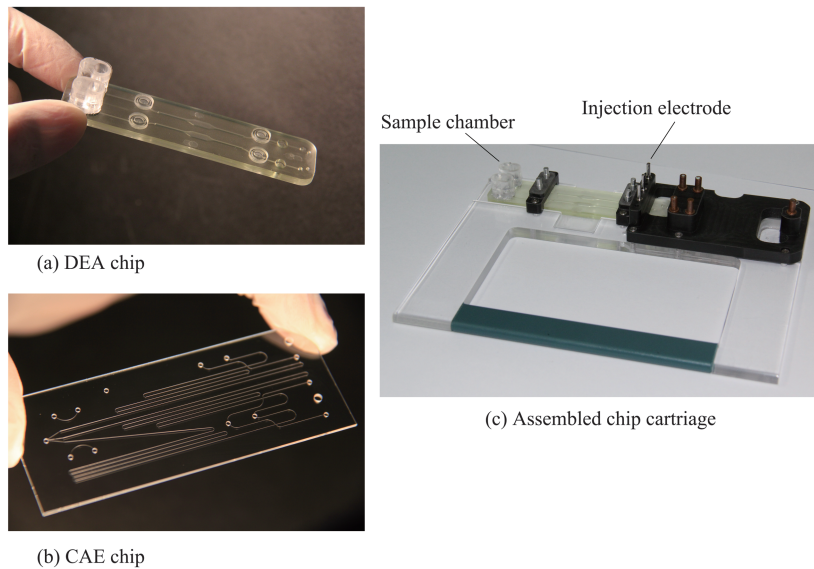 (a) DEA chip
(b) CAE chip
Sample chamber
Injection electrode
(c) Assembled chip cartriage